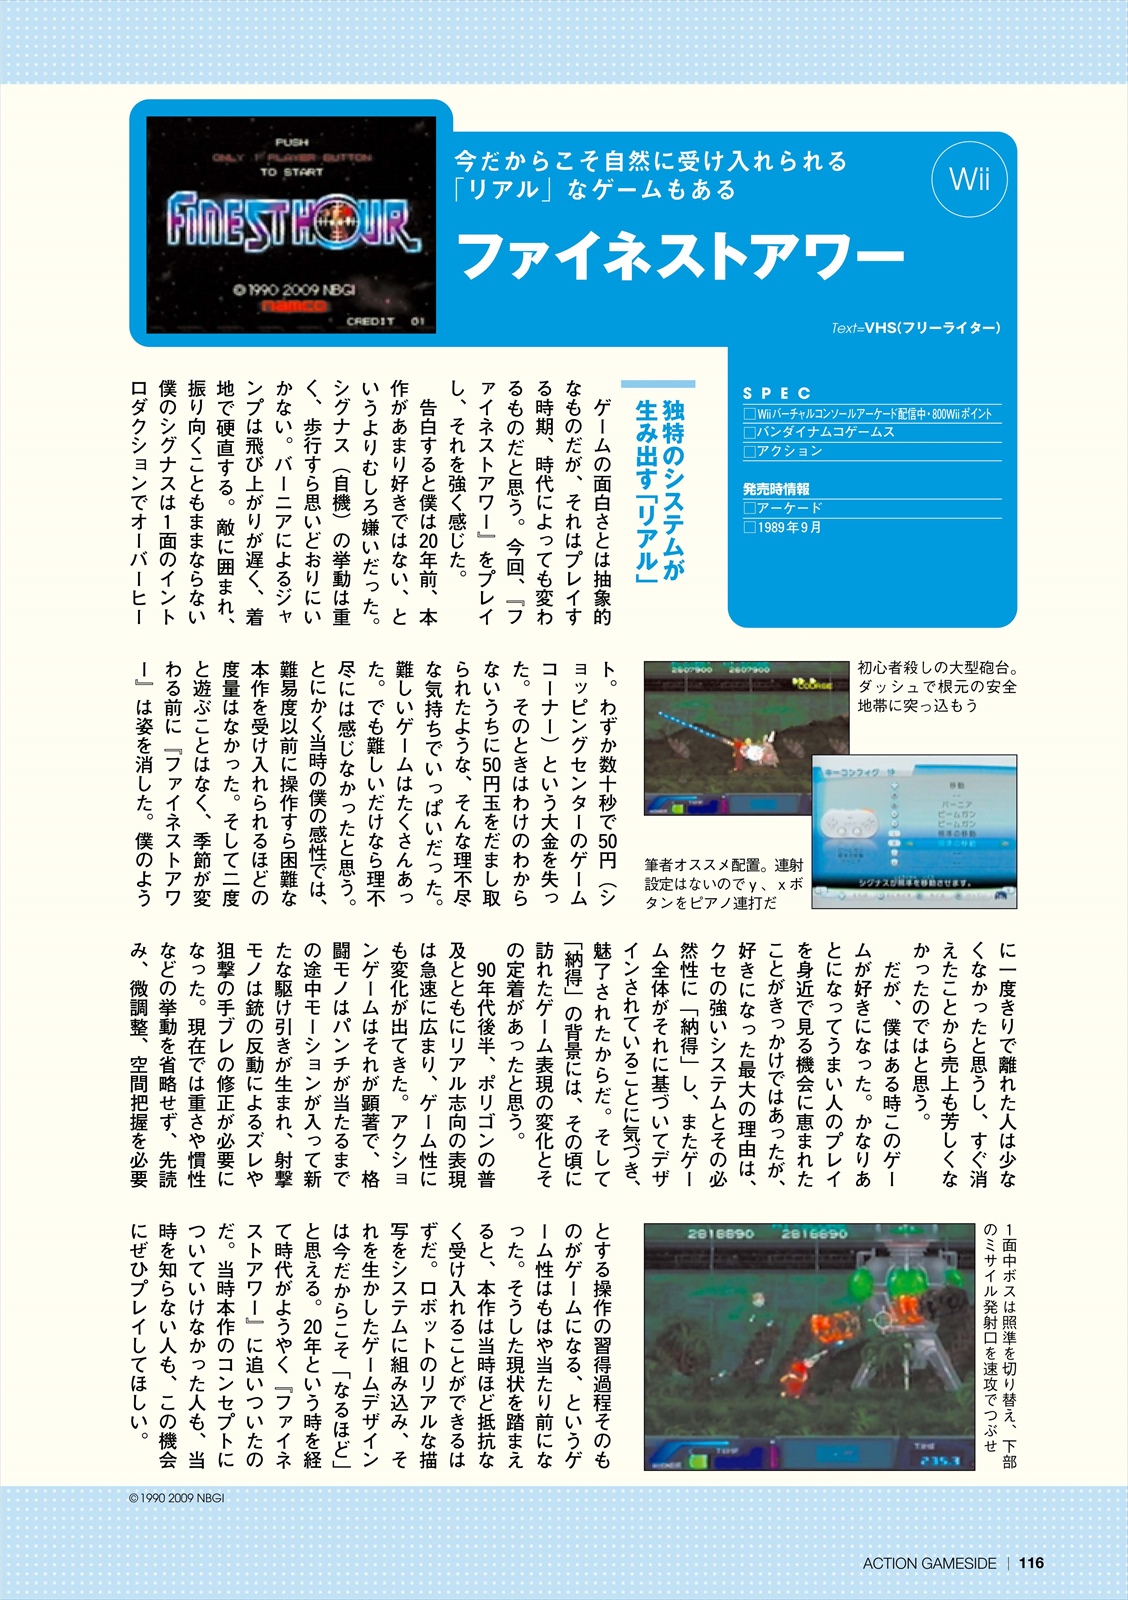 PUSH
ONLY 1 PLAYER BUTTON
TO START
FINEST HOUR
©1990 2009 NBGI
namco
CREDIT 01
今だからこそ自然に受け入れられる
「リアル」なゲームもある
Wii
ファイネストアワー
Text=VHS(フリーライター)
SPEC
□Wiiバーチャルコンソールアーケード配信中・800Wiiポイント
□バンダイナムコゲームス
□アクション
発売時情報
□アーケード
□1989年9月
独特のシステムが
生み出す「リアル」
ゲームの面白さとは抽象的
なものだが、それはプレイす
る時期、時代によっても変わ
るものだと思う。今回、『フ
ァイネストアワー』をプレイ
し、それを強く感じた。
告白すると僕は20年前、本
作があまり好きではない、と
いうよりむしろ嫌いだった。
シグナス（自機）の挙動は重
く、歩行すら思いどおりにい
かない。バーニアによるジャ
ンプは飛び上がりが遅く、着
地で硬直する。敵に囲まれ、
振り向くこともままならない
僕のシグナスは1面のイント
ロダクションでオーバーヒー
ト。わずか数十秒で50円（シ
ョッピングセンターのゲーム
コーナー）という大金を失っ
た。そのときはわけのわから
ないうちに50円玉をだまし取
られたような、そんな理不尽
な気持ちでいっぱいだった。
難しいゲームはたくさんあっ
た。でも難しいだけなら理不
尽には感じなかったと思う。
とにかく当時の僕の感性では、
難易度以前に操作すら困難な
本作を受け入れられるほどの
度量はなかった。そして二度
と遊ぶことはなく、季節が変
わる前に『ファイネストアワ
ー』は姿を消した。僕のよう
2607900 2607900
COURSE
初心者殺しの大型砲台。
ダッシュで根元の安全
地帯に突っ込もう
キーコンフィグ 1P
移動
バーニア
ビームガン
ビームガン
照準の移動
照準の移動
シグナスが照準を移動させます。
筆者オススメ配置。連射
設定はないのでy、xボ
タンをピアノ連打だ
に一度きりで離れた人は少な
くなかったと思うし、すぐ消
えたことから売上も芳しくな
かったのではと思う。
だが、僕はある時このゲー
ムが好きになった。かなりあ
とになってうまい人のプレイ
を身近で見る機会に恵まれた
ことがきっかけではあったが、
好きになった最大の理由は、
クセの強いシステムとその必
然性に「納得」し、またゲー
ム全体がそれに基づいてデザ
インされていることに気づき、
魅了されたからだ。そして
「納得」の背景には、その頃に
訪れたゲーム表現の変化とそ
の定着があったと思う。
90年代後半、ポリゴンの普
及とともにリアル志向の表現
は急速に広まり、ゲーム性に
も変化が出てきた。アクショ
ンゲームはそれが顕著で、格
闘モノはパンチが当たるまで
の途中モーションが入って新
たな駆け引きが生まれ、射撃
モノは銃の反動によるズレや
狙撃の手ブレの修正が必要に
なった。現在では重さや慣性
などの挙動を省略せず、先読
み、微調整、空間把握を必要
とする操作の習得過程そのも
のがゲームになる、というゲ
ーム性はもはや当たり前にな
った。そうした現状を踏まえ
ると、本作は当時ほど抵抗な
く受け入れることができるは
ずだ。ロボットのリアルな描
写をシステムに組み込み、そ
れを生かしたゲームデザイン
は今だからこそ「なるほど」
と思える。20年という時を経
て時代がようやく『ファイネ
ストアワー』に追いついたの
だ。当時本作のコンセプトに
ついていけなかった人も、当
時を知らない人も、この機会
にぜひプレイしてほしい。
2816690 2816690
TEMP
TIME
235.3
1面中ボスは照準を切り替え、下部
のミサイル発射口を速攻でつぶせ
©1990 2009 NBGI
ACTION GAMESIDE | 116